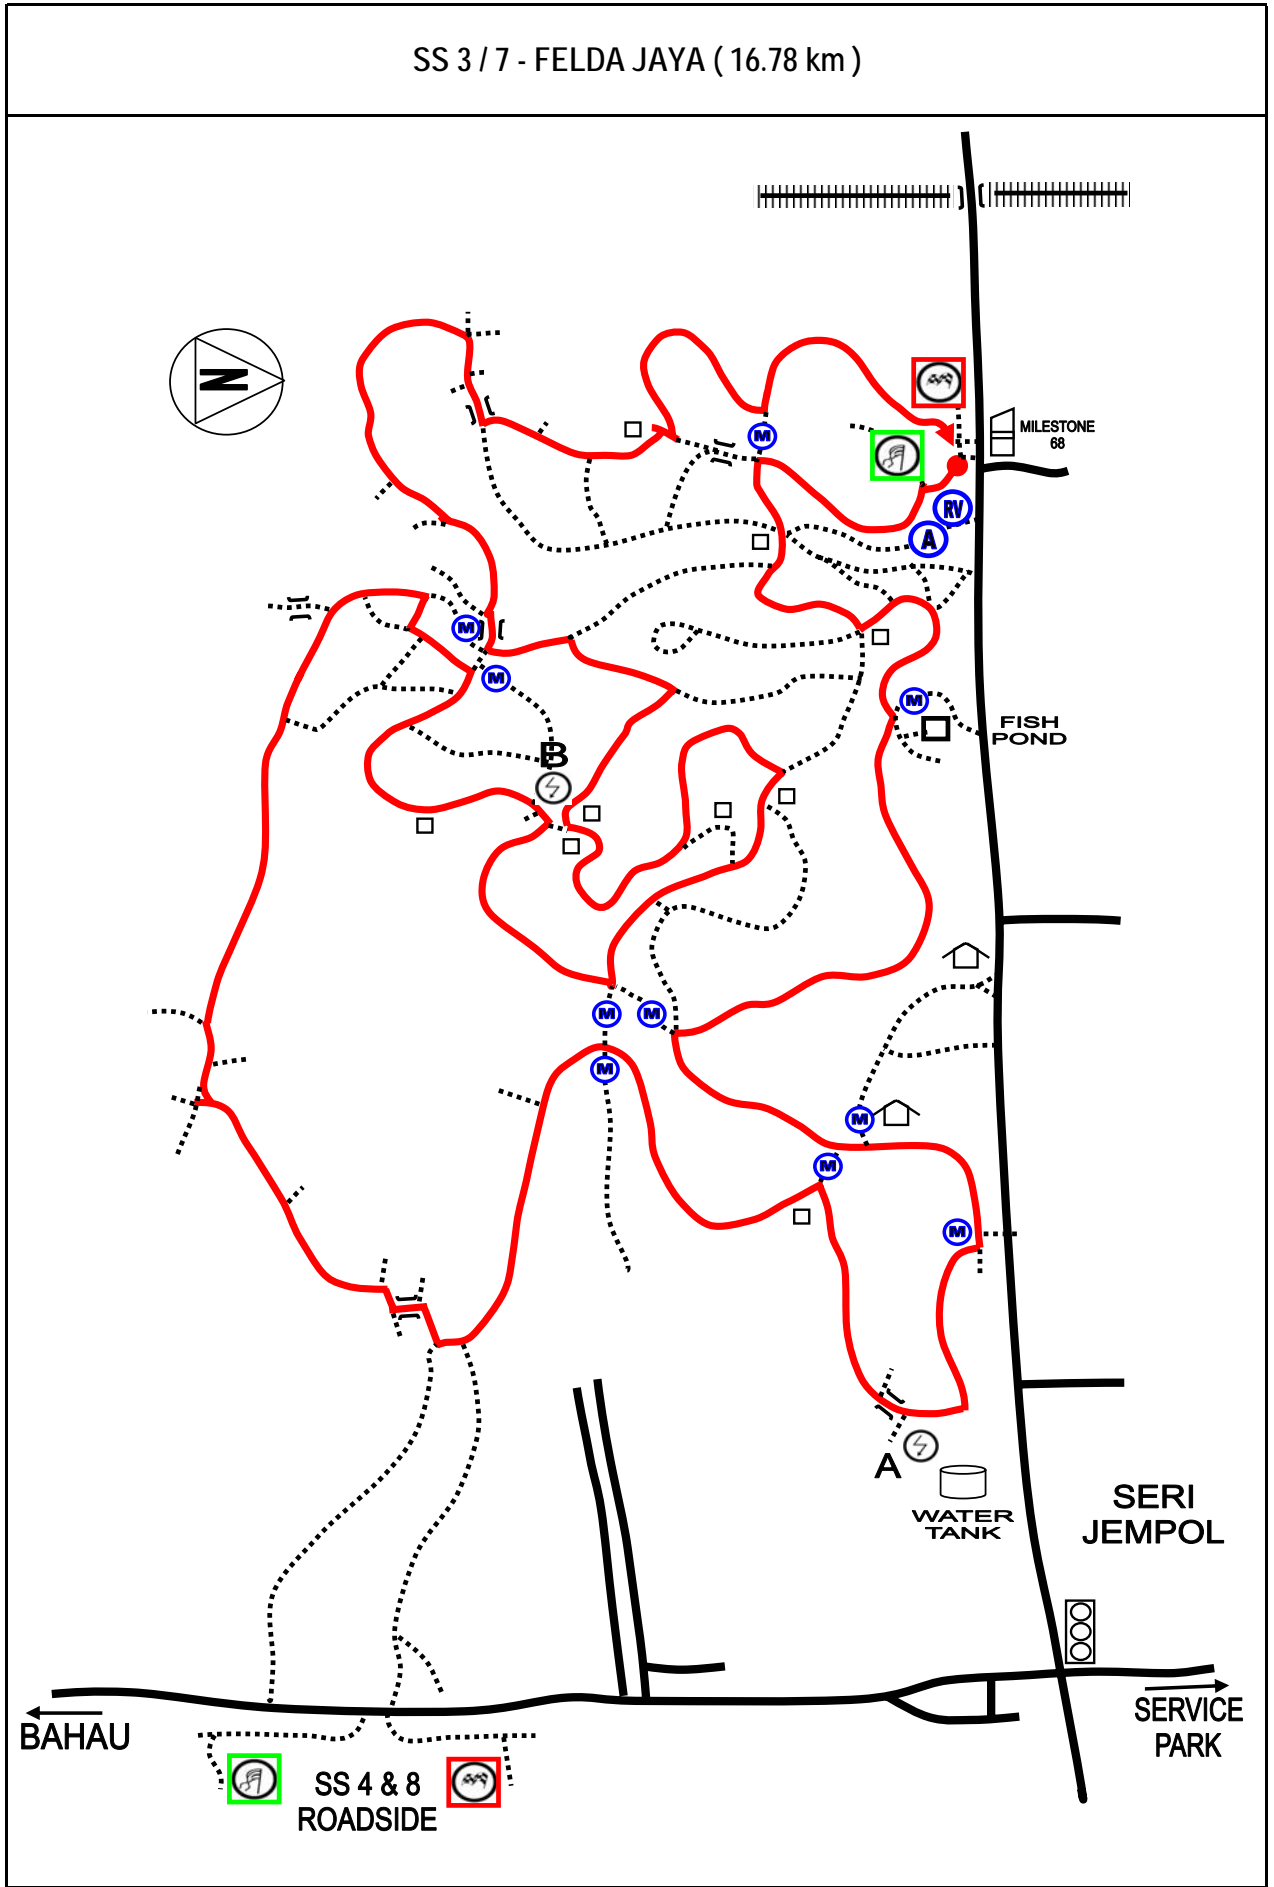 SS 3 / 7 - FELDA JAYA ( 16.78 km )
N
M
MILESTONE
68
RV
A
M
M
M
FISH
POND
B
M
M
M
M
M
M
A
WATER
TANK
SERI
JEMPOL
BAHAU
SERVICE
PARK
SS 4 & 8
ROADSIDE